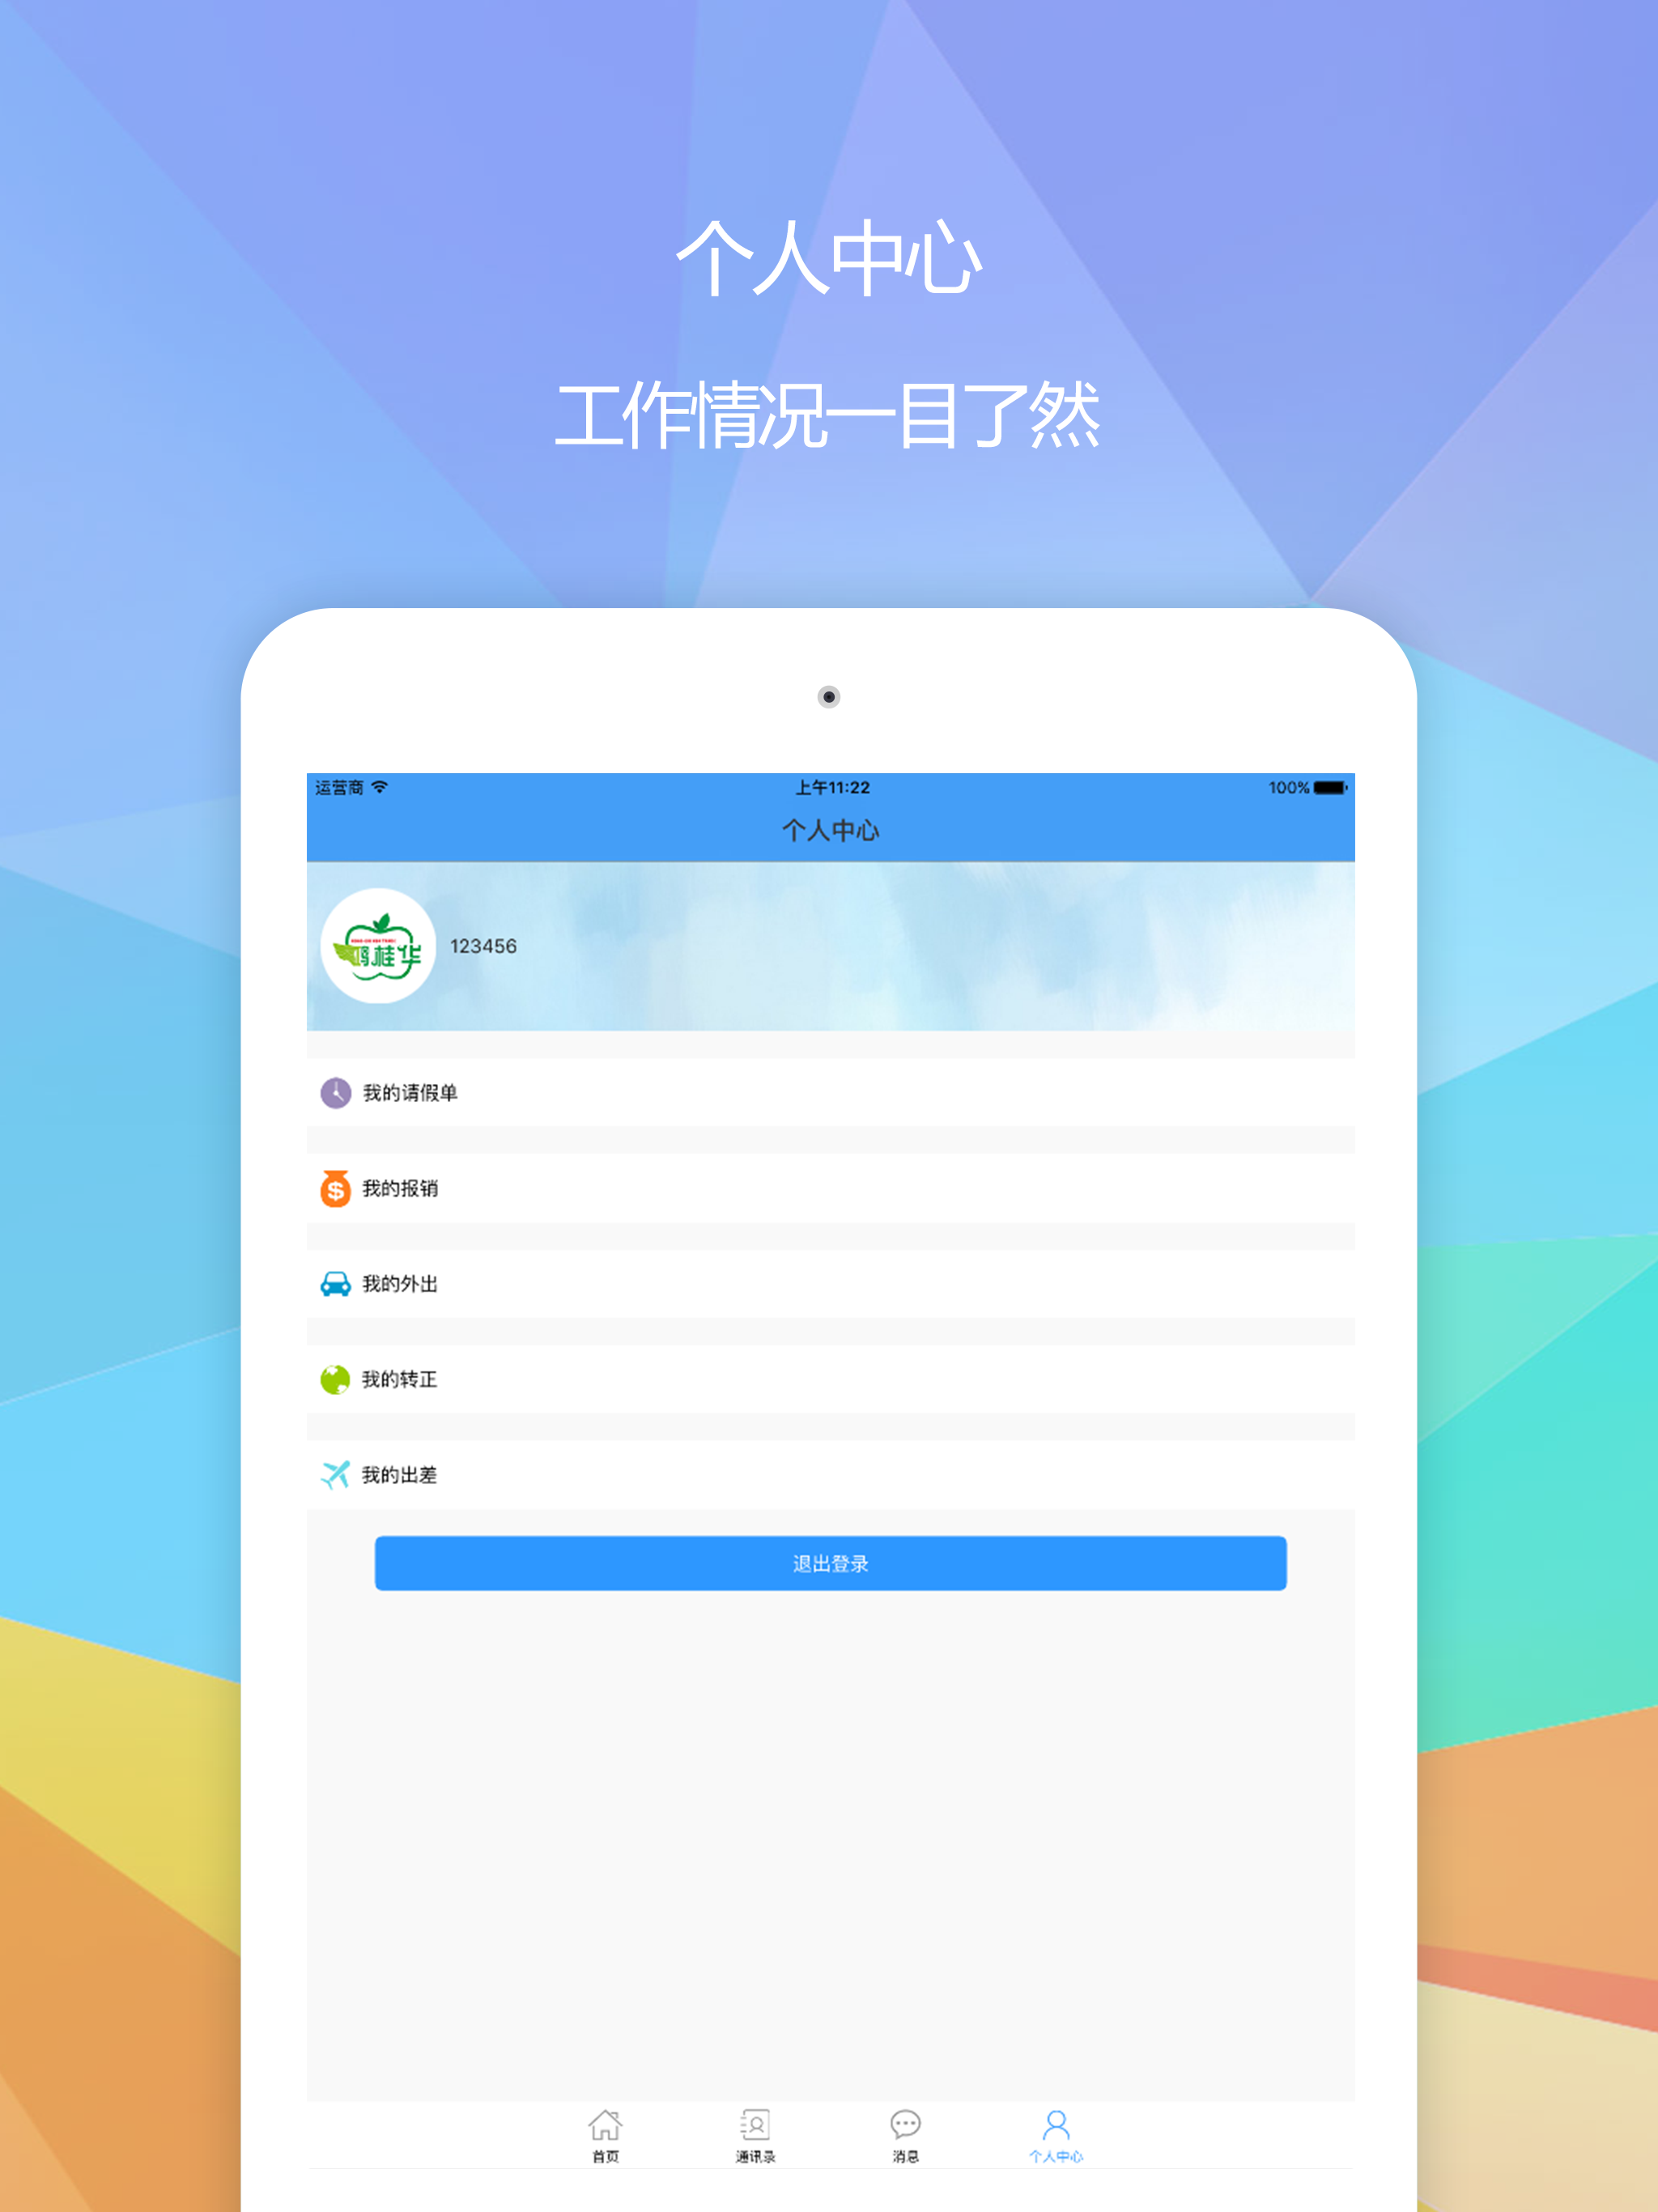 个人中心
工作情况一目了然
运营商 上午11:22 100%
个人中心
桂华
123456
我的请假单
我的报销
我的外出
我的转正
我的出差
退出登录
首页 通讯录 消息 个人中心